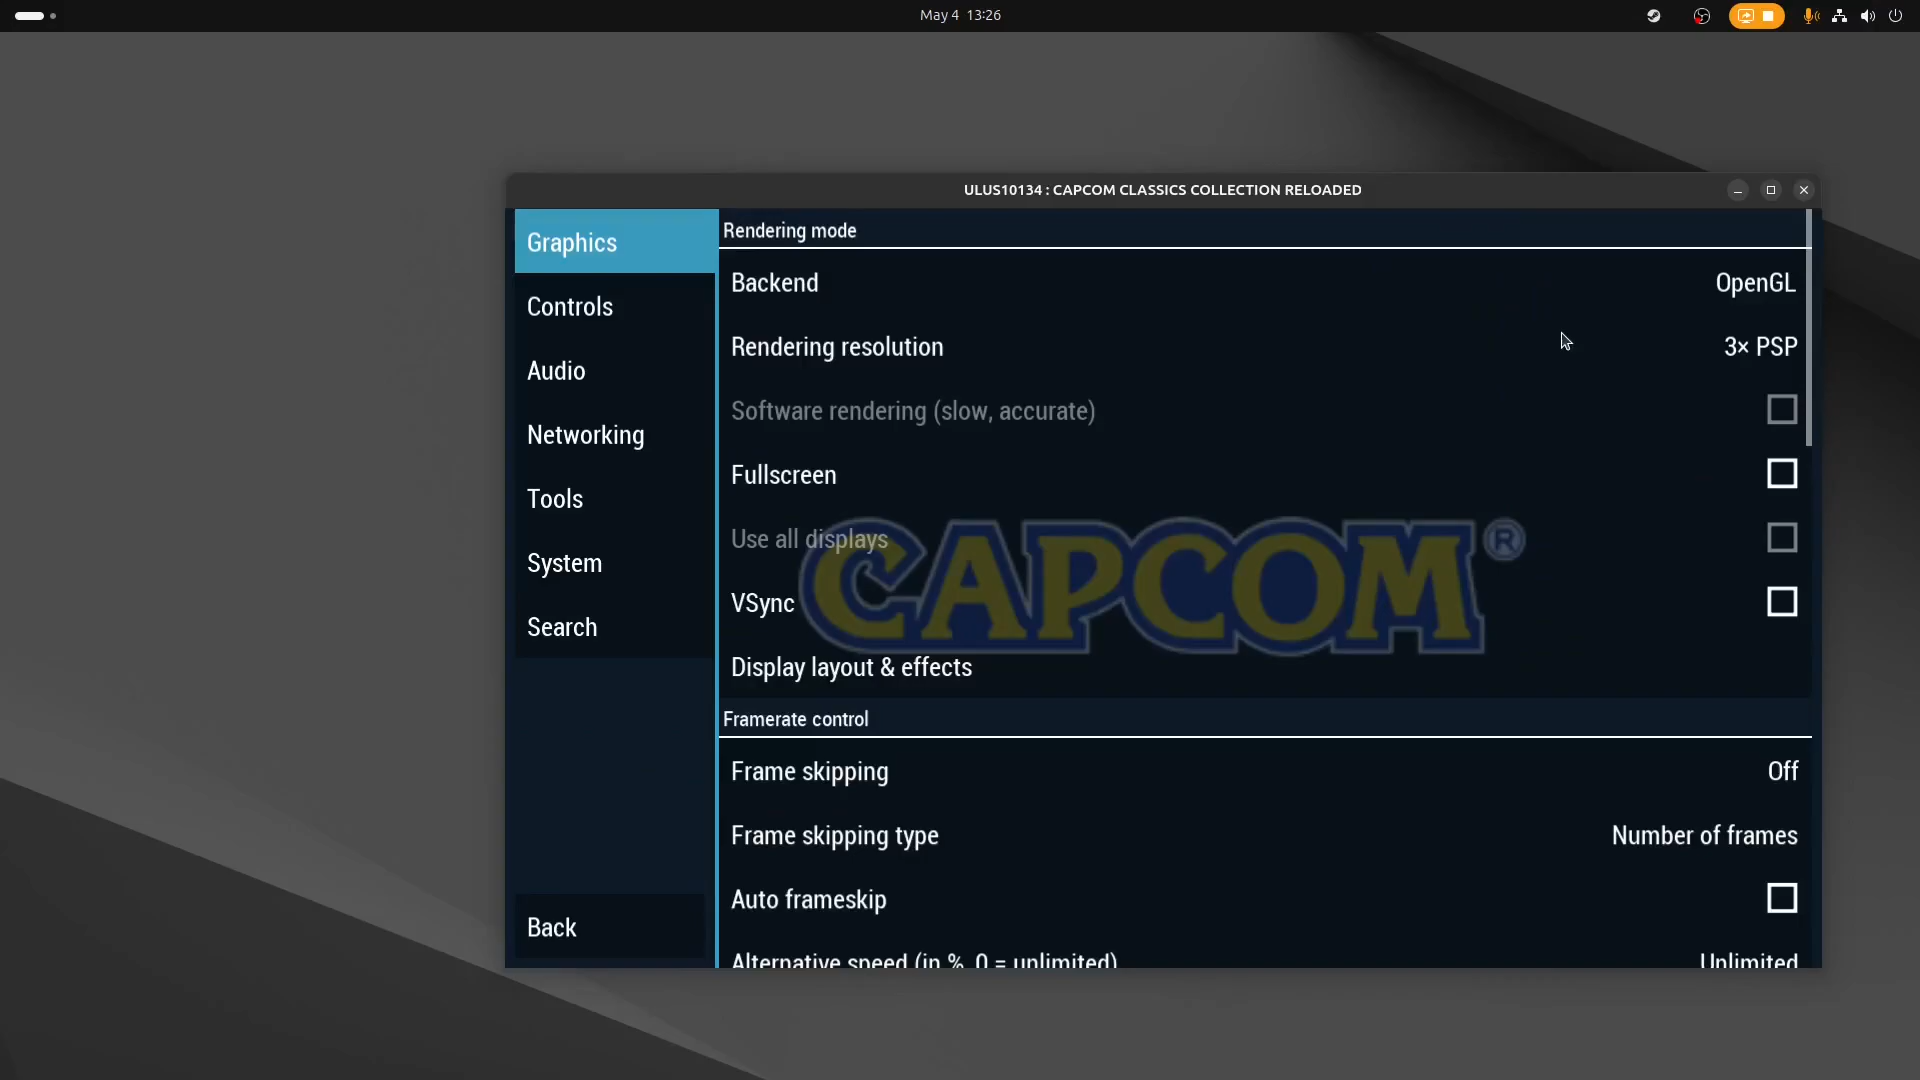 May 4 13:26
ULUS10134 : CAPCOM CLASSICS COLLECTION RELOADED
Graphics
Controls
Audio
Networking
Tools
System
Search
Back
Rendering mode
Backend OpenGL
Rendering resolution 3× PSP
Software rendering (slow, accurate)
Fullscreen
Use all displays
VSync
Display layout & effects
CAPCOM®
Framerate control
Frame skipping Off
Frame skipping type Number of frames
Auto frameskip
Alternative speed (in %, 0 = unlimited) Unlimited